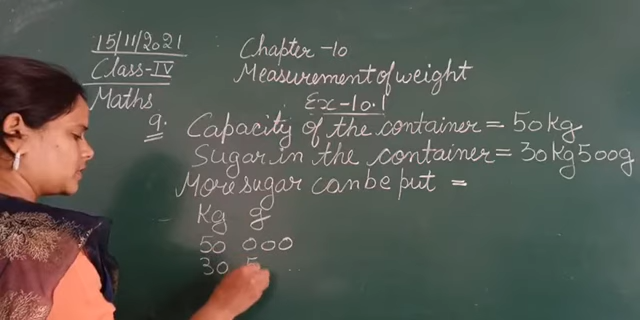 15/11/2021
Class-IV
Maths
Chapter-10
Measurement of weight
Ex-10.1
9. Capacity of the container = 50 kg
Sugar in the container = 30 kg 500 g
More sugar can be put =
Kg g
50 000
30 5